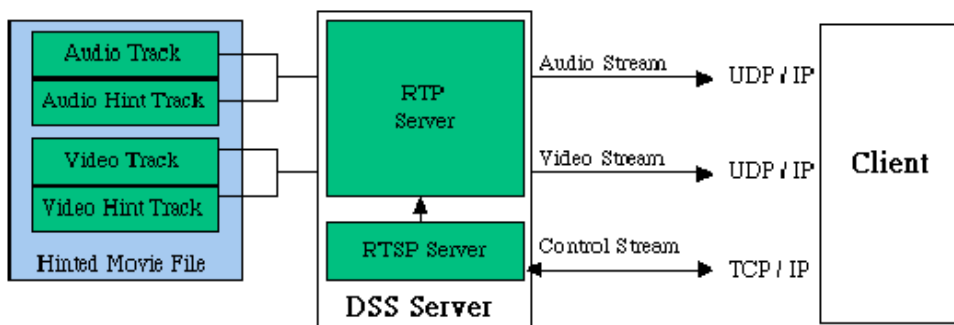 Audio Track
Audio Hint Track
Video Track
Video Hint Track
Hinted Movie File
RTP
Server
RTSP Server
DSS Server
Audio Stream
UDP / IP
Video Stream
UDP / IP
Control Stream
TCP / IP
Client